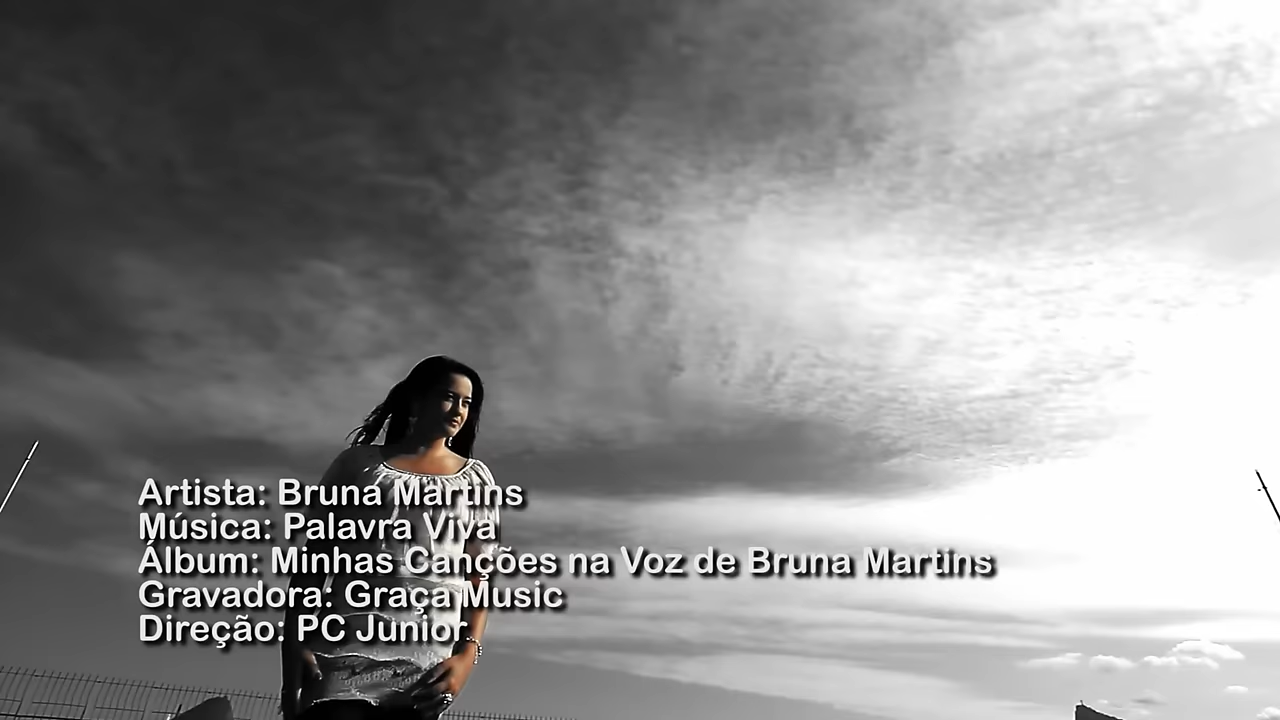 Artista: Bruna Martins
Música: Palavra Viva
Álbum: Minhas Canções na Voz de Bruna Martins
Gravadora: Graça Music
Direção: PC Junior